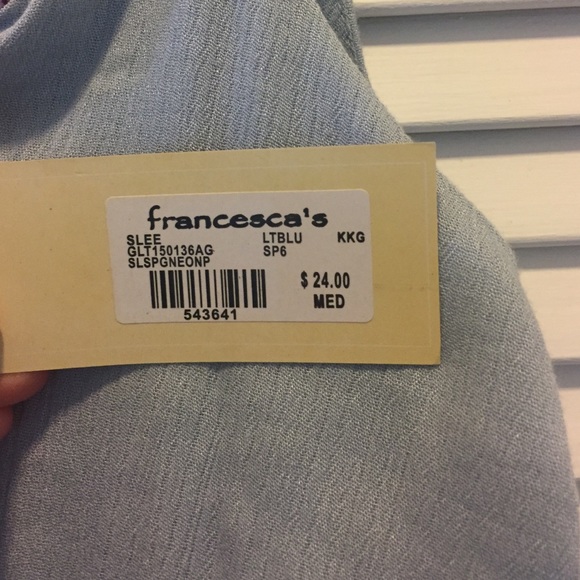 francesca's
SLEE LTBLU KKG
GLT150136AG SP6
SLSPGNEONP
$ 24.00
543641 MED